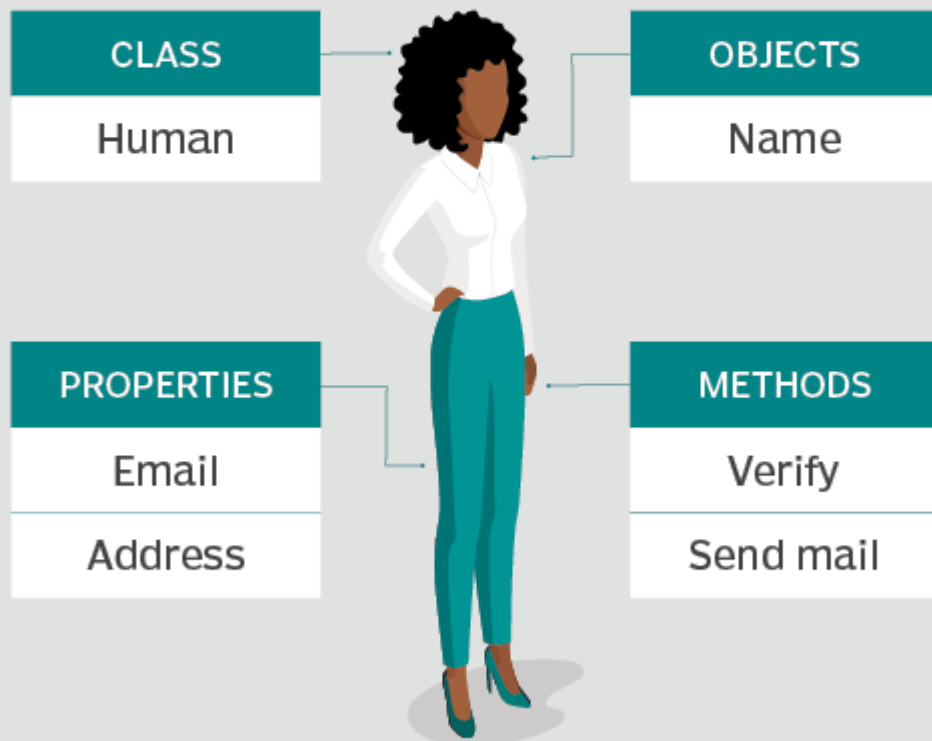 CLASS
Human
OBJECTS
Name
PROPERTIES
Email
Address
METHODS
Verify
Send mail